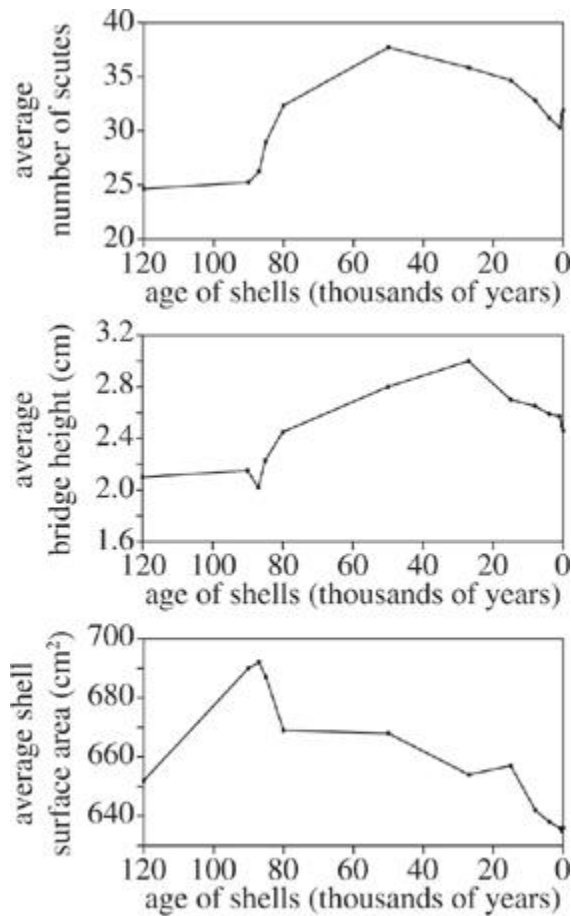 average
number of scutes
40
35
30
25
20
120 100 80 60 40 20 0
age of shells (thousands of years)
average
bridge height (cm)
3.2
2.8
2.4
2.0
1.6
120 100 80 60 40 20 0
age of shells (thousands of years)
average shell
surface area (cm²)
700
680
660
640
120 100 80 60 40 20 0
age of shells (thousands of years)